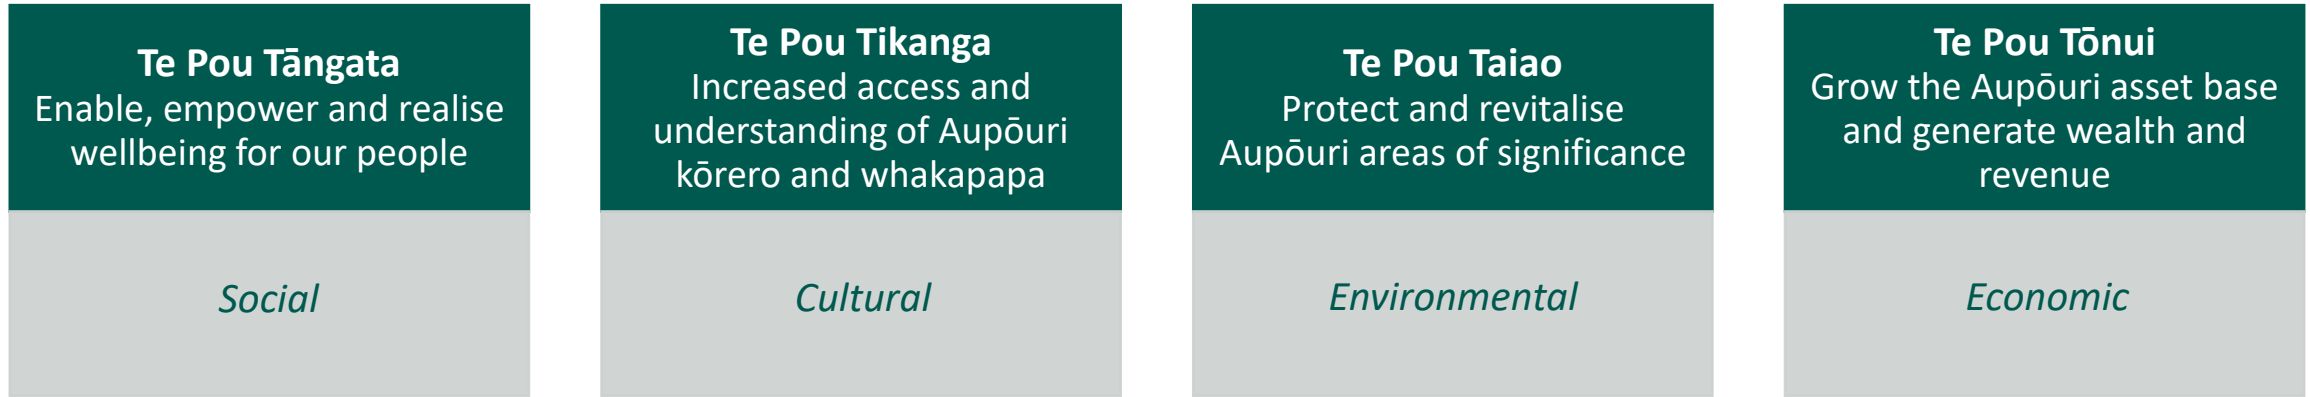 Te Pou Tāngata
Enable, empower and realise
wellbeing for our people
Social
Te Pou Tikanga
Increased access and
understanding of Aupōuri
kōrero and whakapapa
Cultural
Te Pou Taiao
Protect and revitalise
Aupōuri areas of significance
Environmental
Te Pou Tōnui
Grow the Aupōuri asset base
and generate wealth and
revenue
Economic